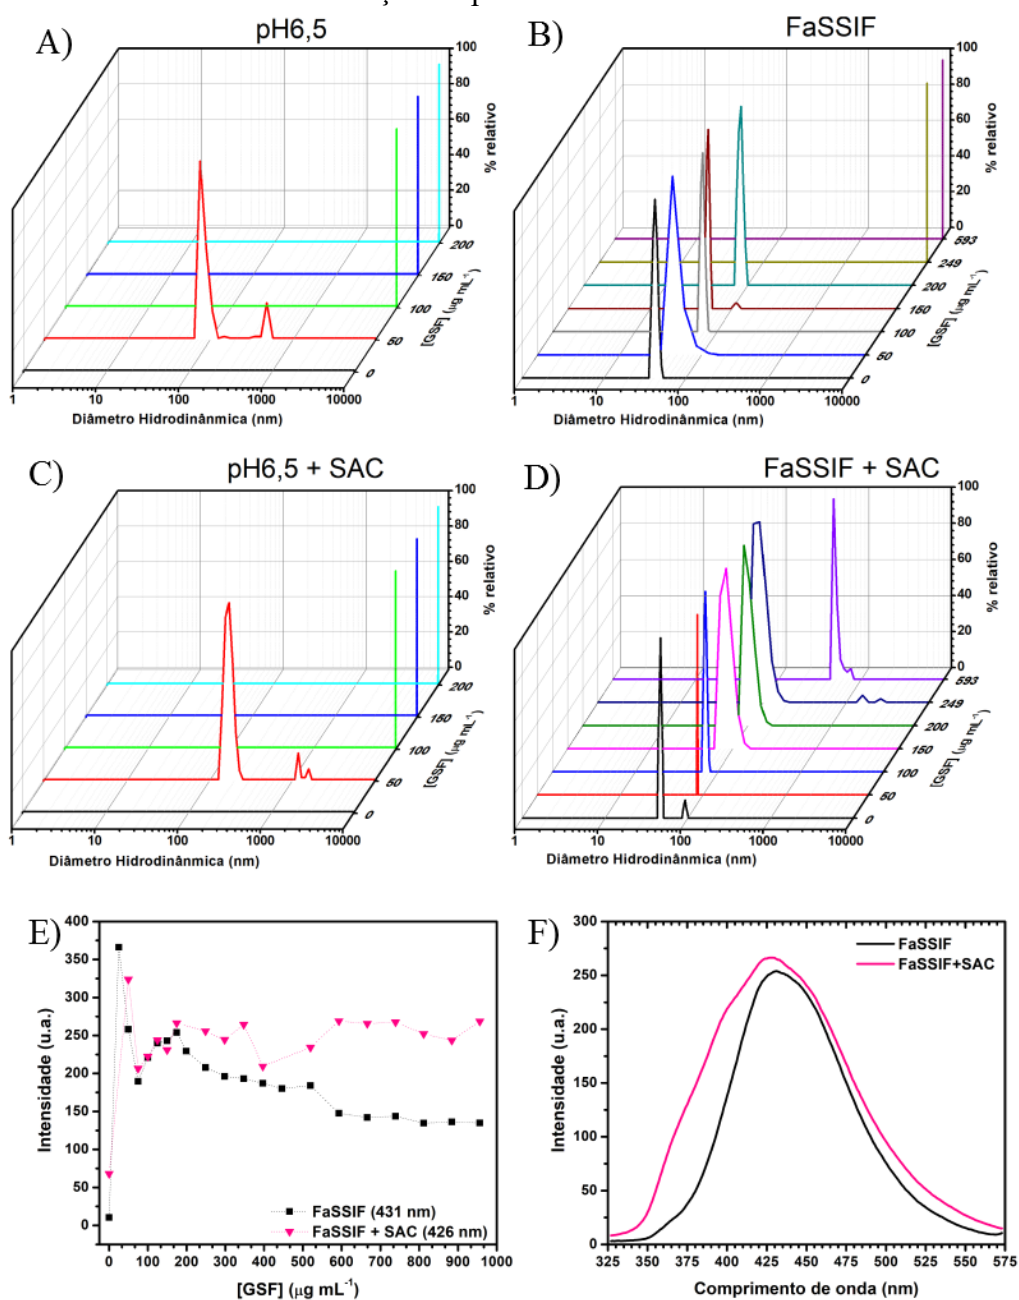 A)
pH6,5
100
80
60
40
20
0
% relativo
200
150
100
50
0
[GSF] (µg mL⁻¹)
1
10
100
1000
10000
Diâmetro Hidrodinânmica (nm)
B)
FaSSIF
100
80
60
40
20
0
% relativo
593
249
200
150
100
50
0
[GSF] (µg mL⁻¹)
1
10
100
1000
10000
Diâmetro Hidrodinânmica (nm)
C)
pH6,5 + SAC
100
80
60
40
20
0
% relativo
200
150
100
50
0
[GSF] (µg mL⁻¹)
1
10
100
1000
10000
Diâmetro Hidrodinânmica (nm)
D)
FaSSIF + SAC
100
80
60
40
20
0
% relativo
593
249
200
150
100
50
0
[GSF] (µg mL⁻¹)
1
10
100
1000
10000
Diâmetro Hidrodinânmica (nm)
E)
400
350
300
250
200
150
100
50
0
Intensidade (u.a.)
FaSSIF (431 nm)
FaSSIF + SAC (426 nm)
0 100 200 300 400 500 600 700 800 900 1000
[GSF] (µg mL⁻¹)
F)
300
250
200
150
100
50
0
Intensidade (u.a.)
FaSSIF
FaSSIF+SAC
325 350 375 400 425 450 475 500 525 550 575
Comprimento de onda (nm)